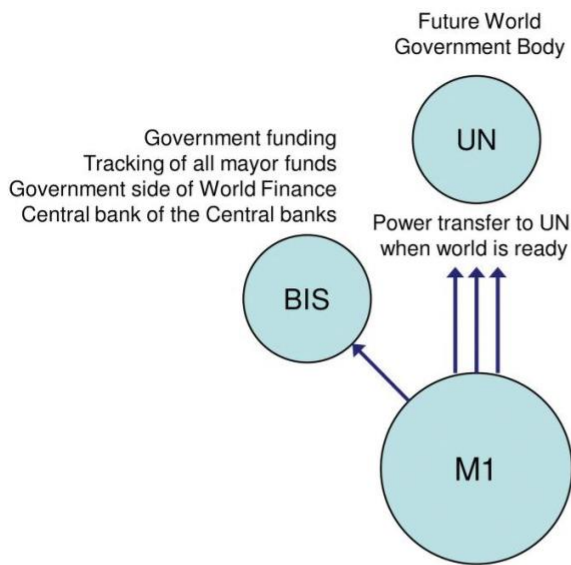 Future World
Government Body
UN
Government funding
Tracking of all mayor funds
Government side of World Finance
Central bank of the Central banks
Power transfer to UN
when world is ready
BIS
M1